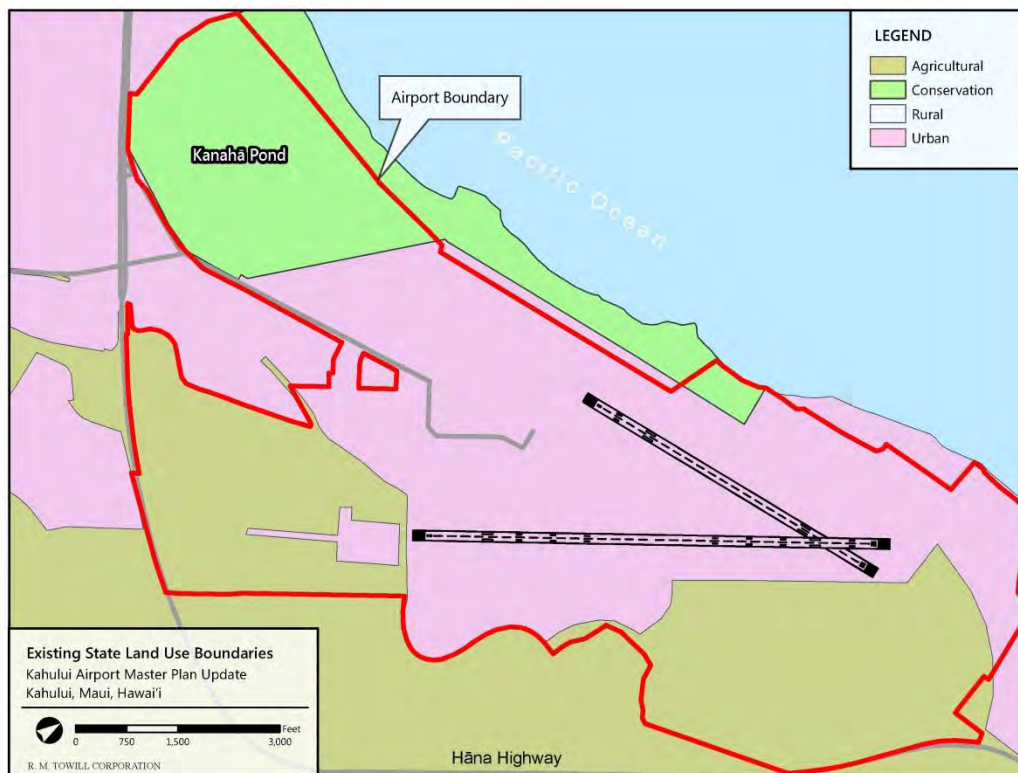 LEGEND
Agricultural
Conservation
Rural
Urban
Airport Boundary
Kanahā Pond
Pacific Ocean
Existing State Land Use Boundaries
Kahului Airport Master Plan Update
Kahului, Maui, Hawai'i
Feet
0 750 1,500 3,000
R. M. TOWILL CORPORATION
Hāna Highway